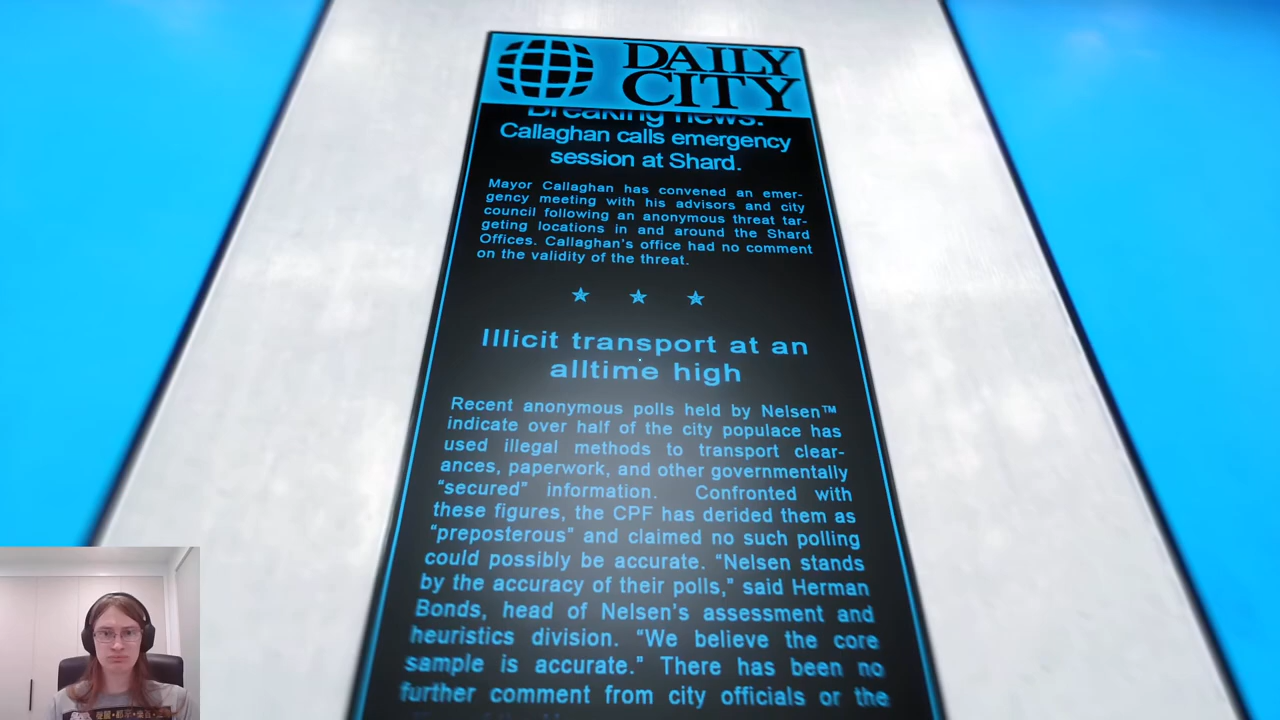 DAILY
CITY
Breaking news:
Callaghan calls emergency
session at Shard.
Mayor Callaghan has convened an emer-
gency meeting with his advisors and city
council following an anonymous threat tar-
geting locations in and around the Shard
Offices. Callaghan's office had no comment
on the validity of the threat.
Illicit transport at an
alltime high
Recent anonymous polls held by Nelsen™
indicate over half of the city populace has
used illegal methods to transport clear-
ances, paperwork, and other governmentally
“secured” information. Confronted with
these figures, the CPF has derided them as
“preposterous” and claimed no such polling
could possibly be accurate. “Nelsen stands
by the accuracy of their polls,” said Herman
Bonds, head of Nelsen's assessment and
heuristics division. “We believe the core
sample is accurate.” There has been no
further comment from city officials or the